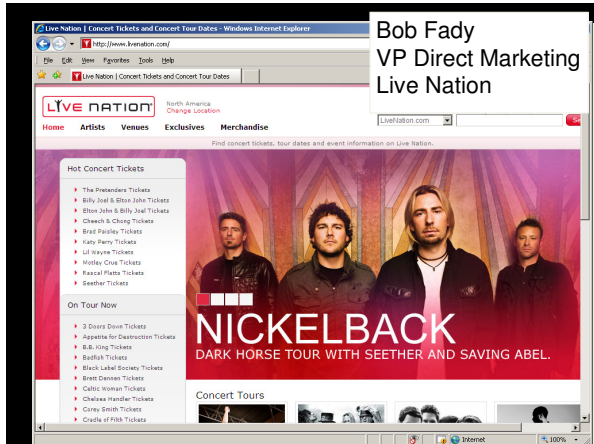 Live Nation | Concert Tickets and Concert Tour Dates - Windows Internet Explorer
Bob Fady
VP Direct Marketing
Live Nation
http://www.livenation.com/
File Edit View Favorites Tools Help
Live Nation | Concert Tickets and Concert Tour Dates
LIVE NATION
North America
Change Location
LiveNation.com
Home Artists Venues Exclusives Merchandise
Find concert tickets, tour dates and event information on Live Nation.
Hot Concert Tickets
The Pretenders Tickets
Billy Joel & Elton John Tickets
Elton John & Billy Joel Tickets
Cheech & Chong Tickets
Brad Paisley Tickets
Katy Perry Tickets
Lil Wayne Tickets
Motley Crue Tickets
Rascal Flatts Tickets
Seether Tickets
On Tour Now
3 Doors Down Tickets
Appetite for Destruction Tickets
B.B. King Tickets
Badfish Tickets
Black Label Society Tickets
Brett Dennen Tickets
Celtic Woman Tickets
Chelsea Handler Tickets
Corey Smith Tickets
Cradle of Filth Tickets
NICKELBACK
DARK HORSE TOUR WITH SEETHER AND SAVING ABEL.
Concert Tours
Internet
100%